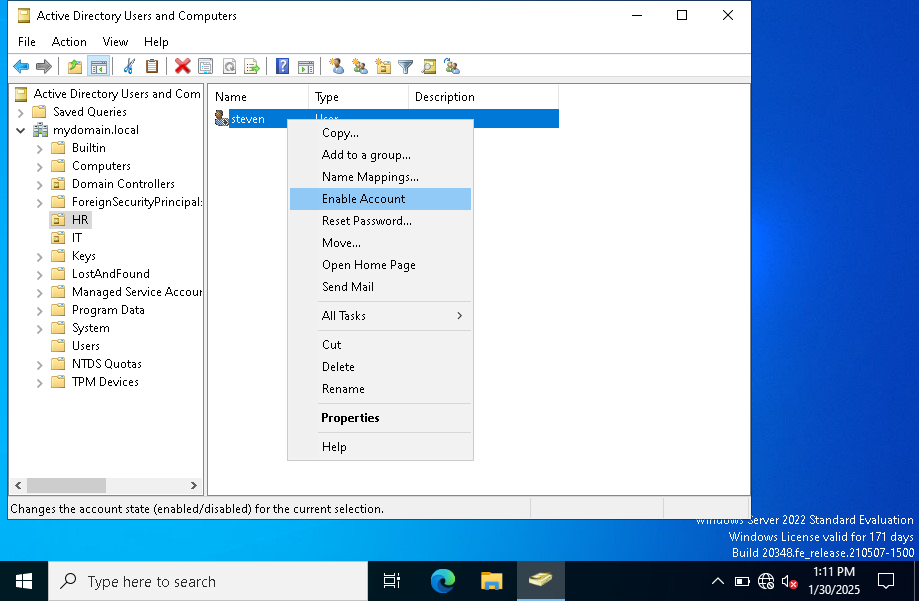 Active Directory Users and Computers
File Action View Help
Active Directory Users and Com
Saved Queries
mydomain.local
Builtin
Computers
Domain Controllers
ForeignSecurityPrincipal:
HR
IT
Keys
LostAndFound
Managed Service Accour
Program Data
System
Users
NTDS Quotas
TPM Devices
Name Type Description
steven User
Copy...
Add to a group...
Name Mappings...
Enable Account
Reset Password...
Move...
Open Home Page
Send Mail
All Tasks
Cut
Delete
Rename
Properties
Help
Changes the account state (enabled/disabled) for the current selection.
Windows Server 2022 Standard Evaluation
Windows License valid for 171 days
Build 20348.fe_release.210507-1500
Type here to search
1:11 PM
1/30/2025